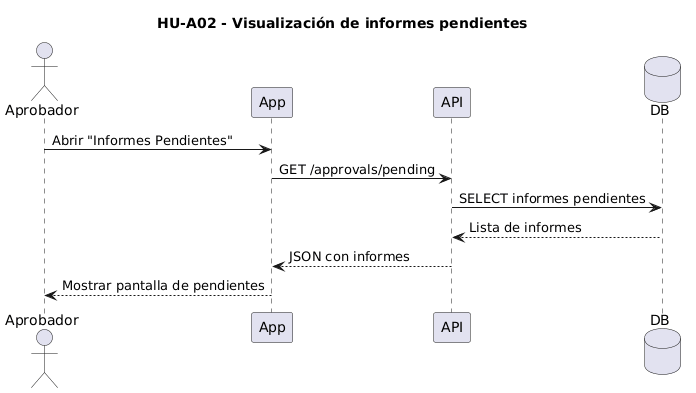 HU-A02 - Visualización de informes pendientes
Aprobador
App
API
DB
Abrir "Informes Pendientes"
GET /approvals/pending
SELECT informes pendientes
Lista de informes
JSON con informes
Mostrar pantalla de pendientes
Aprobador
App
API
DB